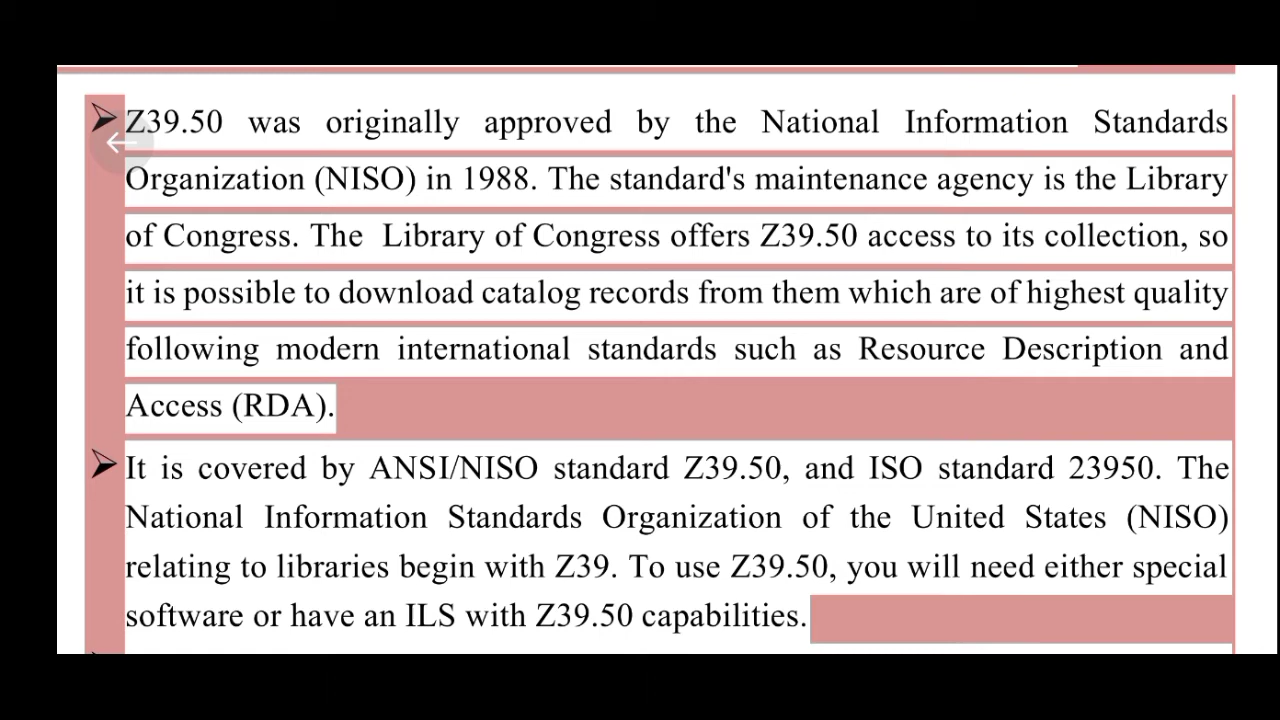 Z39.50 was originally approved by the National Information Standards
Organization (NISO) in 1988. The standard's maintenance agency is the Library
of Congress. The Library of Congress offers Z39.50 access to its collection, so
it is possible to download catalog records from them which are of highest quality
following modern international standards such as Resource Description and
Access (RDA).
It is covered by ANSI/NISO standard Z39.50, and ISO standard 23950. The
National Information Standards Organization of the United States (NISO)
relating to libraries begin with Z39. To use Z39.50, you will need either special
software or have an ILS with Z39.50 capabilities.